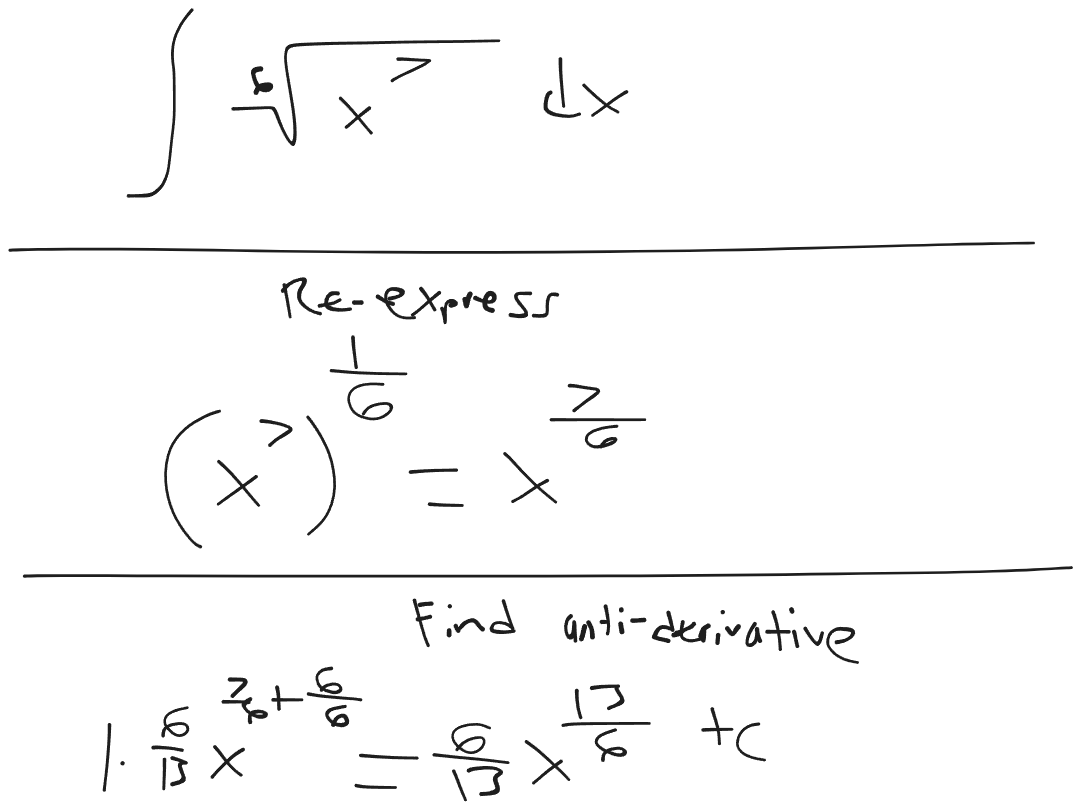 ∫ ⁶√(x⁷) dx
Re-express
(x⁷)^(1/6) = x^(7/6)
Find anti-derivative
1 · 6/13 x^(7/6 + 6/6) = 6/13 x^(13/6) + c